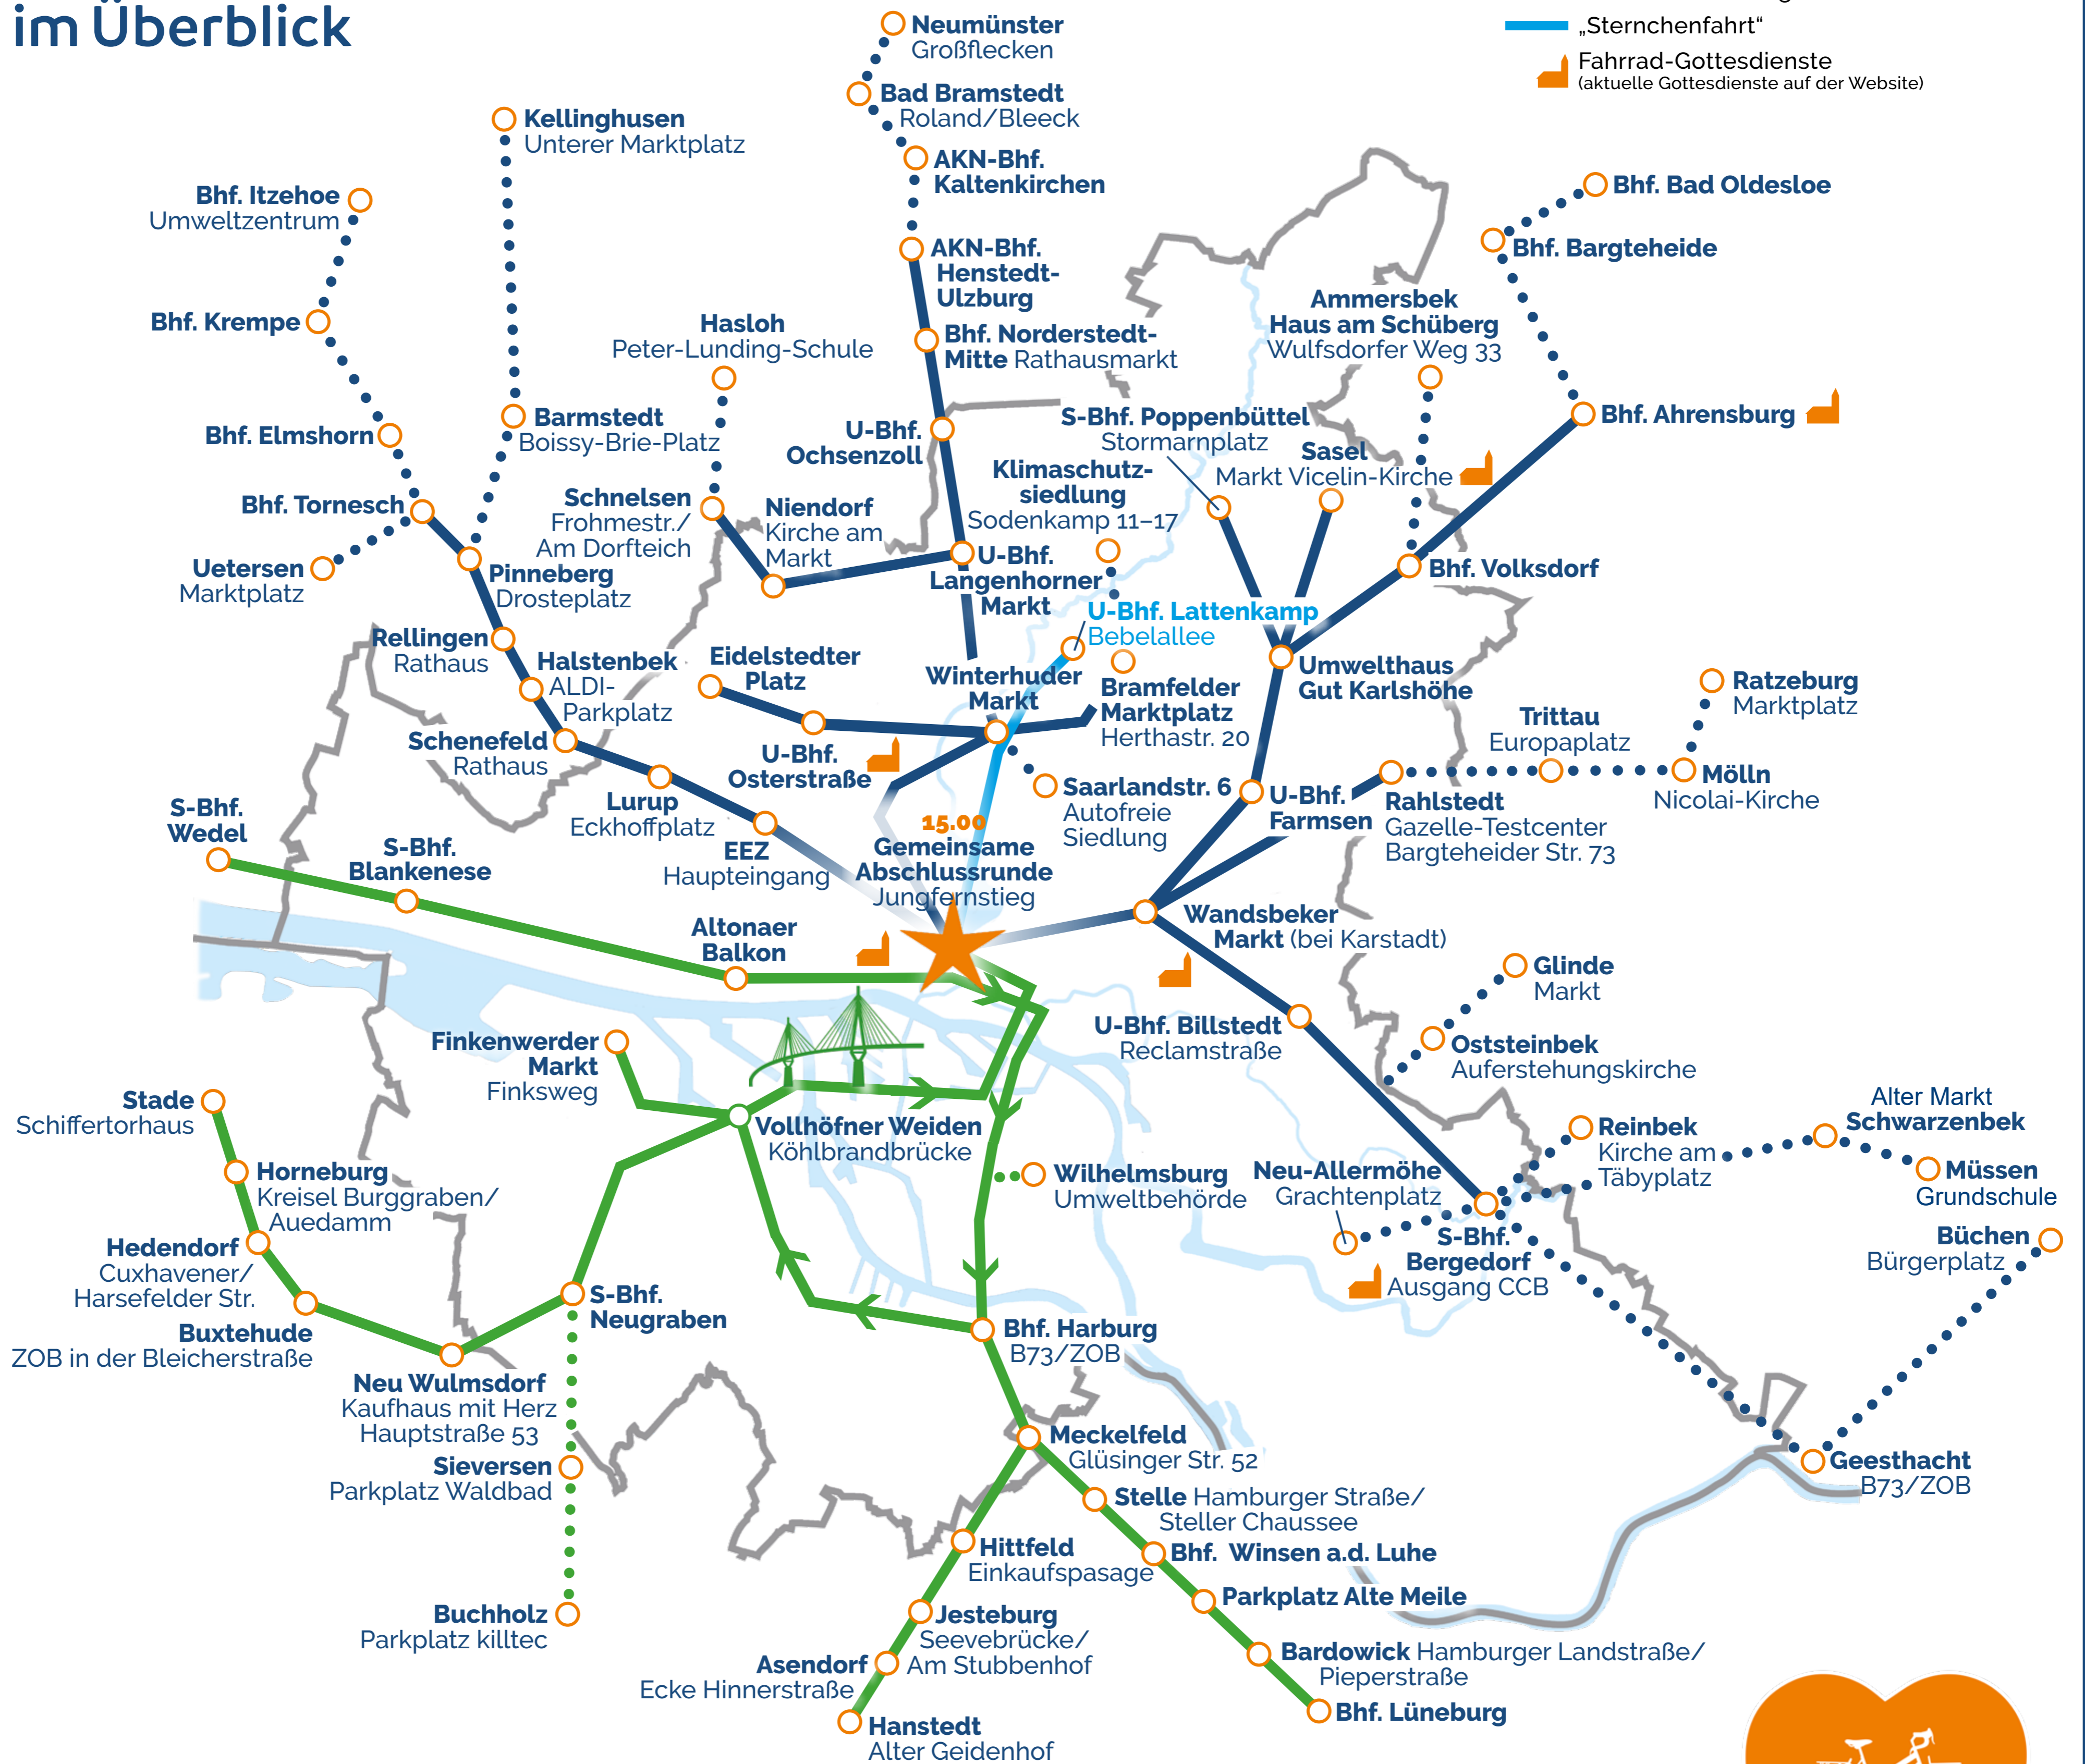 im Überblick
„Sternchenfahrt“
Fahrrad-Gottesdienste
(aktuelle Gottesdienste auf der Website)
Neumünster
Großflecken
Bad Bramstedt
Roland/Bleeck
AKN-Bhf.
Kaltenkirchen
AKN-Bhf.
Henstedt-
Ulzburg
Bhf. Norderstedt-
Mitte Rathausmarkt
Kellinghusen
Unterer Marktplatz
Bhf. Itzehoe
Umweltzentrum
Bhf. Krempe
Bhf. Elmshorn
Bhf. Tornesch
Uetersen
Marktplatz
Barmstedt
Boissy-Brie-Platz
Pinneberg
Drosteplatz
Rellingen
Rathaus
Halstenbek
ALDI-
Parkplatz
Schenefeld
Rathaus
Lurup
Eckhoffplatz
EEZ
Haupteingang
Hasloh
Peter-Lunding-Schule
Schnelsen
Frohmestr./
Am Dorfteich
Niendorf
Kirche am
Markt
U-Bhf.
Ochsenzoll
U-Bhf.
Langenhorner
Markt
Klimaschutz-
siedlung
Sodenkamp 11–17
S-Bhf. Poppenbüttel
Stormarnplatz
Sasel
Markt Vicelin-Kirche
Ammersbek
Haus am Schüberg
Wulfsdorfer Weg 33
Bhf. Bad Oldesloe
Bhf. Bargteheide
Bhf. Ahrensburg
Bhf. Volksdorf
U-Bhf. Lattenkamp
Bebelallee
Eidelstedter
Platz
U-Bhf.
Osterstraße
Winterhuder
Markt
Bramfelder
Marktplatz
Herthastr. 20
Saarlandstr. 6
Autofreie
Siedlung
Umwelthaus
Gut Karlshöhe
U-Bhf.
Farmsen
Rahlstedt
Gazelle-Testcenter
Bargteheider Str. 73
Trittau
Europaplatz
Ratzeburg
Marktplatz
Mölln
Nicolai-Kirche
15.00
Gemeinsame
Abschlussrunde
Jungfernstieg
S-Bhf.
Wedel
S-Bhf.
Blankenese
Altonaer
Balkon
Wandsbeker
Markt (bei Karstadt)
U-Bhf. Billstedt
Reclamstraße
Glinde
Markt
Oststeinbek
Auferstehungskirche
Reinbek
Kirche am
Täbyplatz
Alter Markt
Schwarzenbek
Müssen
Grundschule
Neu-Allermöhe
Grachtenplatz
S-Bhf.
Bergedorf
Ausgang CCB
Büchen
Bürgerplatz
Geesthacht
B73/ZOB
Finkenwerder
Markt
Finksweg
Vollhöfner Weiden
Köhlbrandbrücke
Wilhelmsburg
Umweltbehörde
Stade
Schiffertorhaus
Horneburg
Kreisel Burggraben/
Auedamm
Hedendorf
Cuxhavener/
Harsefelder Str.
Buxtehude
ZOB in der Bleicherstraße
Neu Wulmsdorf
Kaufhaus mit Herz
Hauptstraße 53
S-Bhf.
Neugraben
Sieversen
Parkplatz Waldbad
Buchholz
Parkplatz killtec
Bhf. Harburg
B73/ZOB
Meckelfeld
Glüsinger Str. 52
Stelle Hamburger Straße/
Steller Chaussee
Bhf. Winsen a.d. Luhe
Parkplatz Alte Meile
Bardowick Hamburger Landstraße/
Pieperstraße
Bhf. Lüneburg
Hittfeld
Einkaufspasage
Jesteburg
Seevebrücke/
Am Stubbenhof
Asendorf
Ecke Hinnerstraße
Hanstedt
Alter Geidenhof